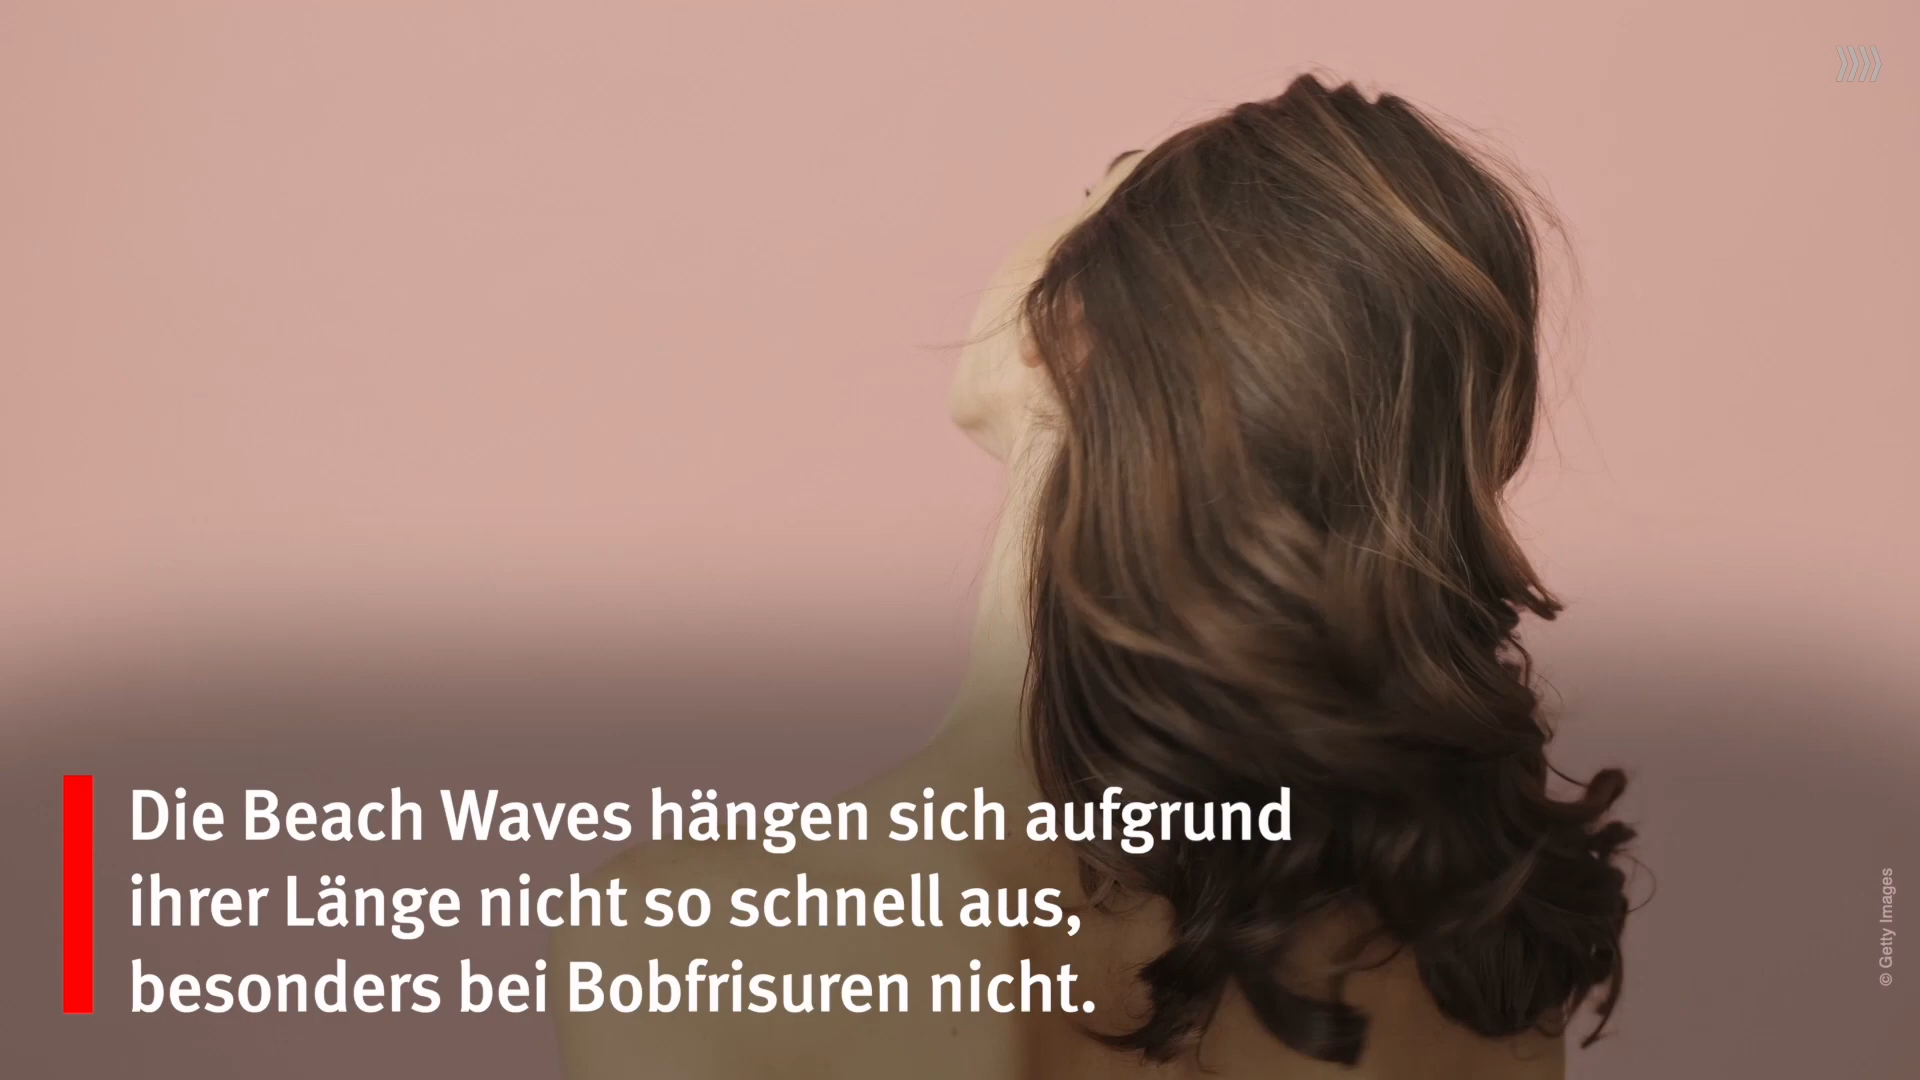 Die Beach Waves hängen sich aufgrund
ihrer Länge nicht so schnell aus,
besonders bei Bobfrisuren nicht.
© Getty Images